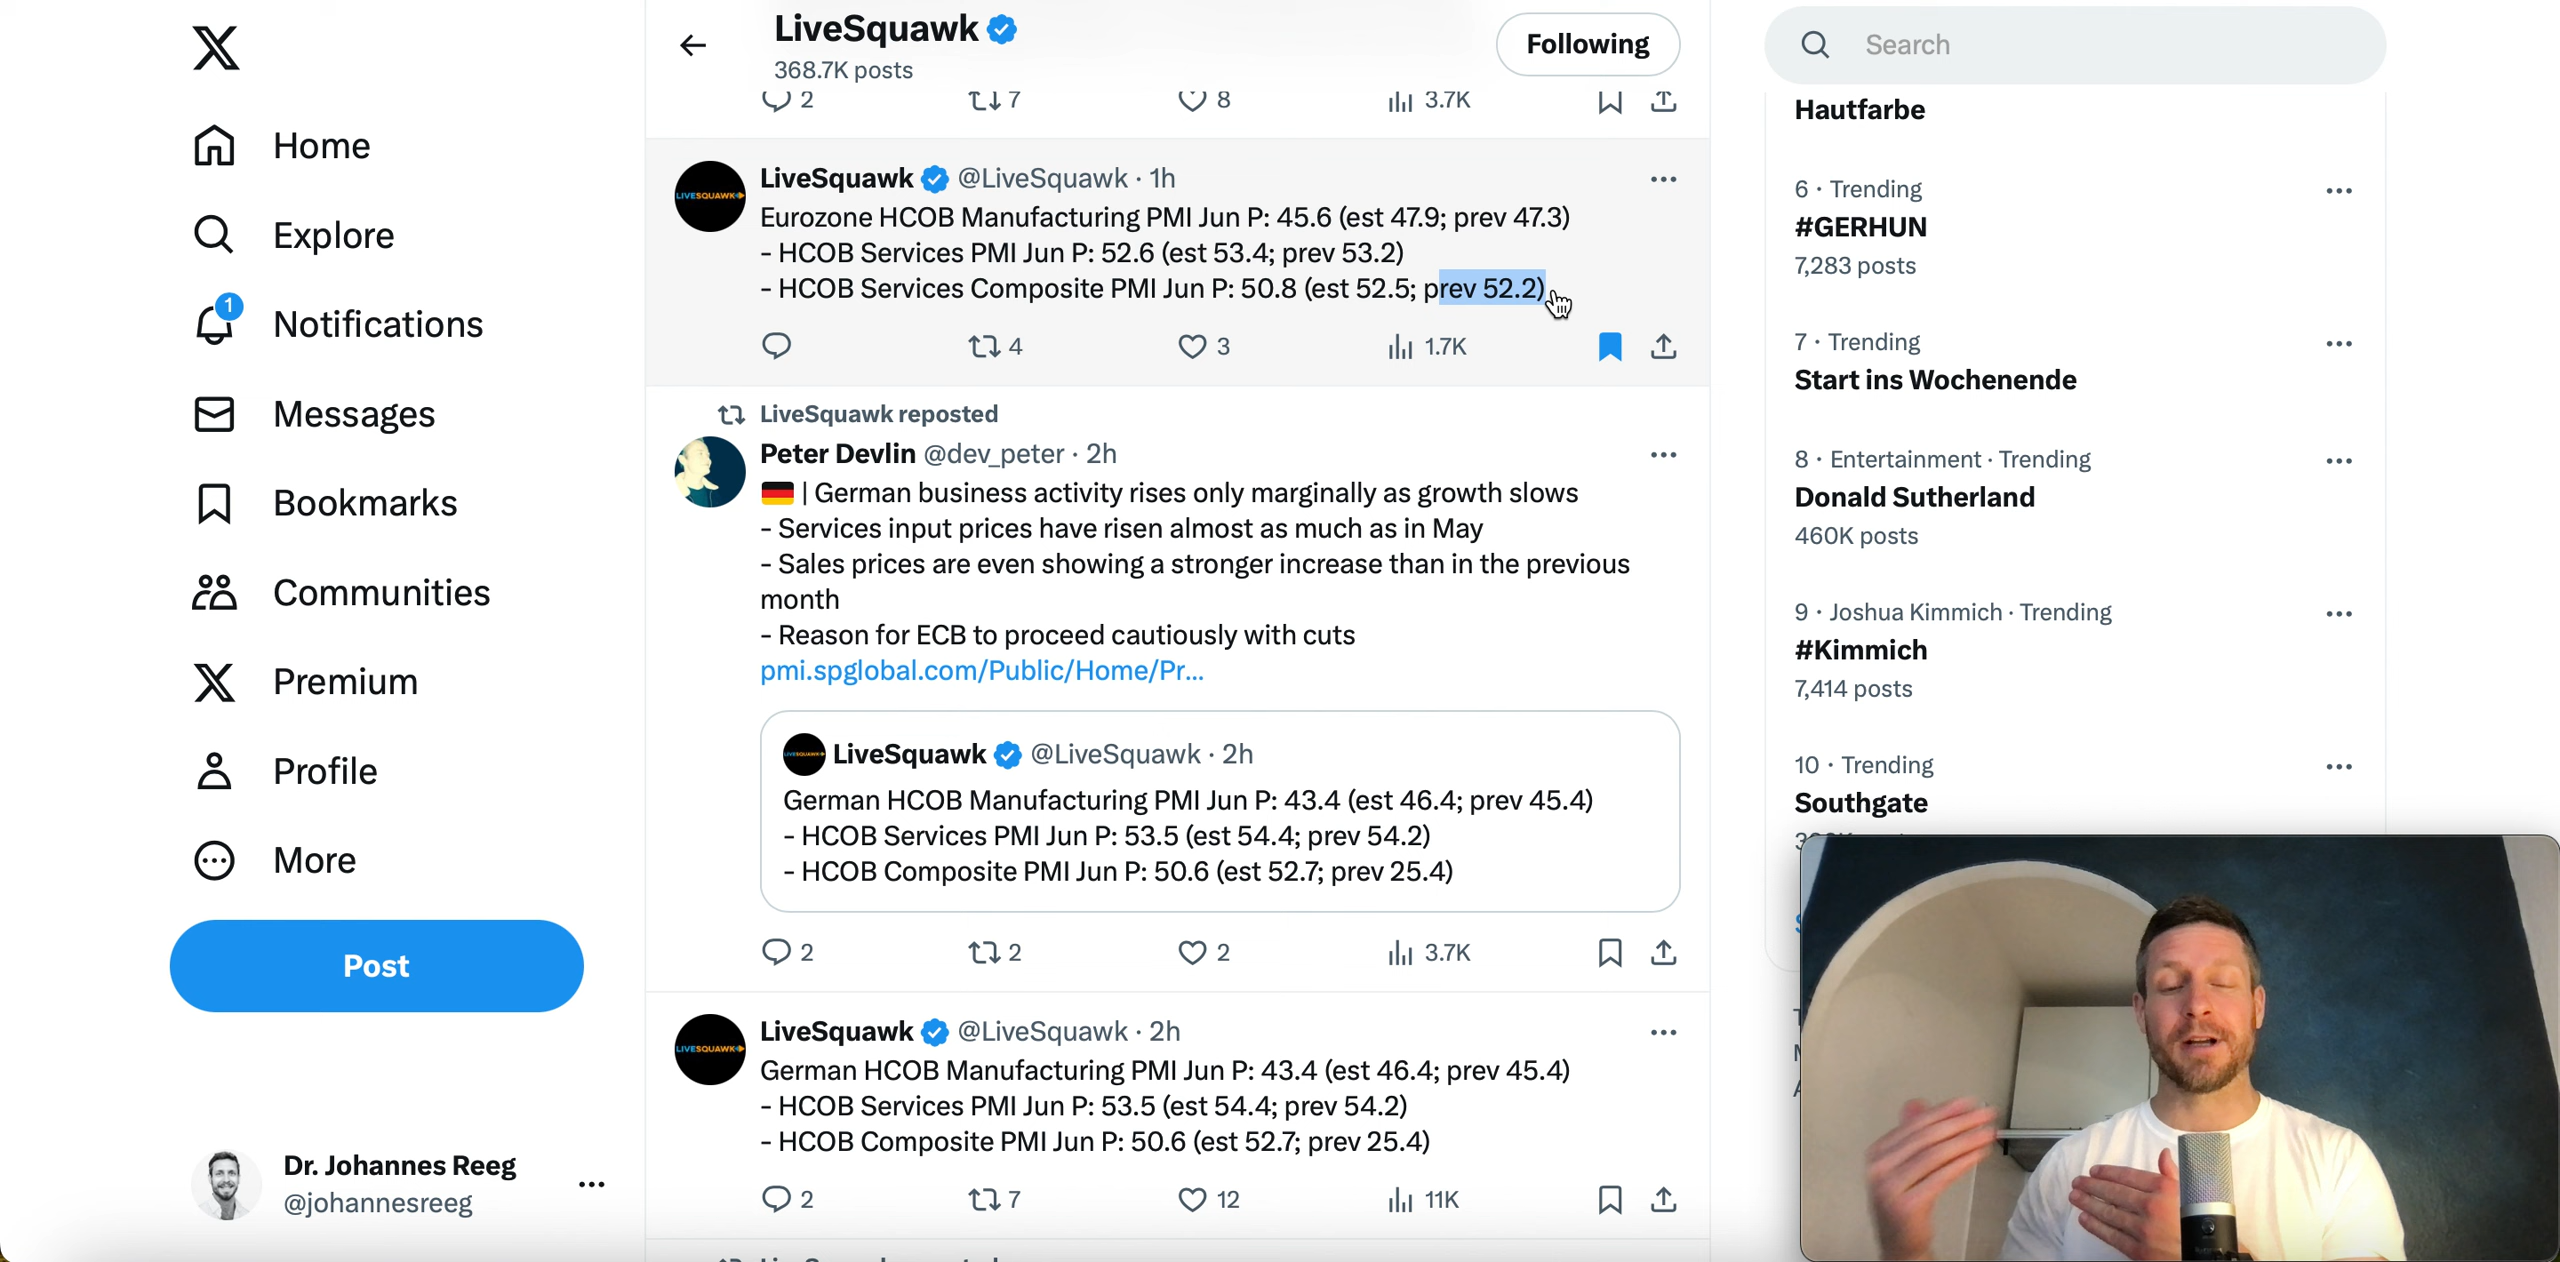 LiveSquawk
368.7K posts
Following
Search
2
7
8
3.7K
Home
Explore
1
Notifications
Messages
Bookmarks
Communities
Premium
Profile
More
Post
Dr. Johannes Reeg
@johannesreeg
LIVESQUAWK
LiveSquawk @LiveSquawk · 1h
Eurozone HCOB Manufacturing PMI Jun P: 45.6 (est 47.9; prev 47.3)
- HCOB Services PMI Jun P: 52.6 (est 53.4; prev 53.2)
- HCOB Services Composite PMI Jun P: 50.8 (est 52.5; prev 52.2)
4
3
1.7K
LiveSquawk reposted
Peter Devlin @dev_peter · 2h
| German business activity rises only marginally as growth slows
- Services input prices have risen almost as much as in May
- Sales prices are even showing a stronger increase than in the previous
month
- Reason for ECB to proceed cautiously with cuts
pmi.spglobal.com/Public/Home/Pr...
LiveSquawk @LiveSquawk · 2h
German HCOB Manufacturing PMI Jun P: 43.4 (est 46.4; prev 45.4)
- HCOB Services PMI Jun P: 53.5 (est 54.4; prev 54.2)
- HCOB Composite PMI Jun P: 50.6 (est 52.7; prev 25.4)
2
2
2
3.7K
LIVESQUAWK
LiveSquawk @LiveSquawk · 2h
German HCOB Manufacturing PMI Jun P: 43.4 (est 46.4; prev 45.4)
- HCOB Services PMI Jun P: 53.5 (est 54.4; prev 54.2)
- HCOB Composite PMI Jun P: 50.6 (est 52.7; prev 25.4)
2
7
12
11K
Hautfarbe
6 · Trending
#GERHUN
7,283 posts
7 · Trending
Start ins Wochenende
8 · Entertainment · Trending
Donald Sutherland
460K posts
9 · Joshua Kimmich · Trending
#Kimmich
7,414 posts
10 · Trending
Southgate